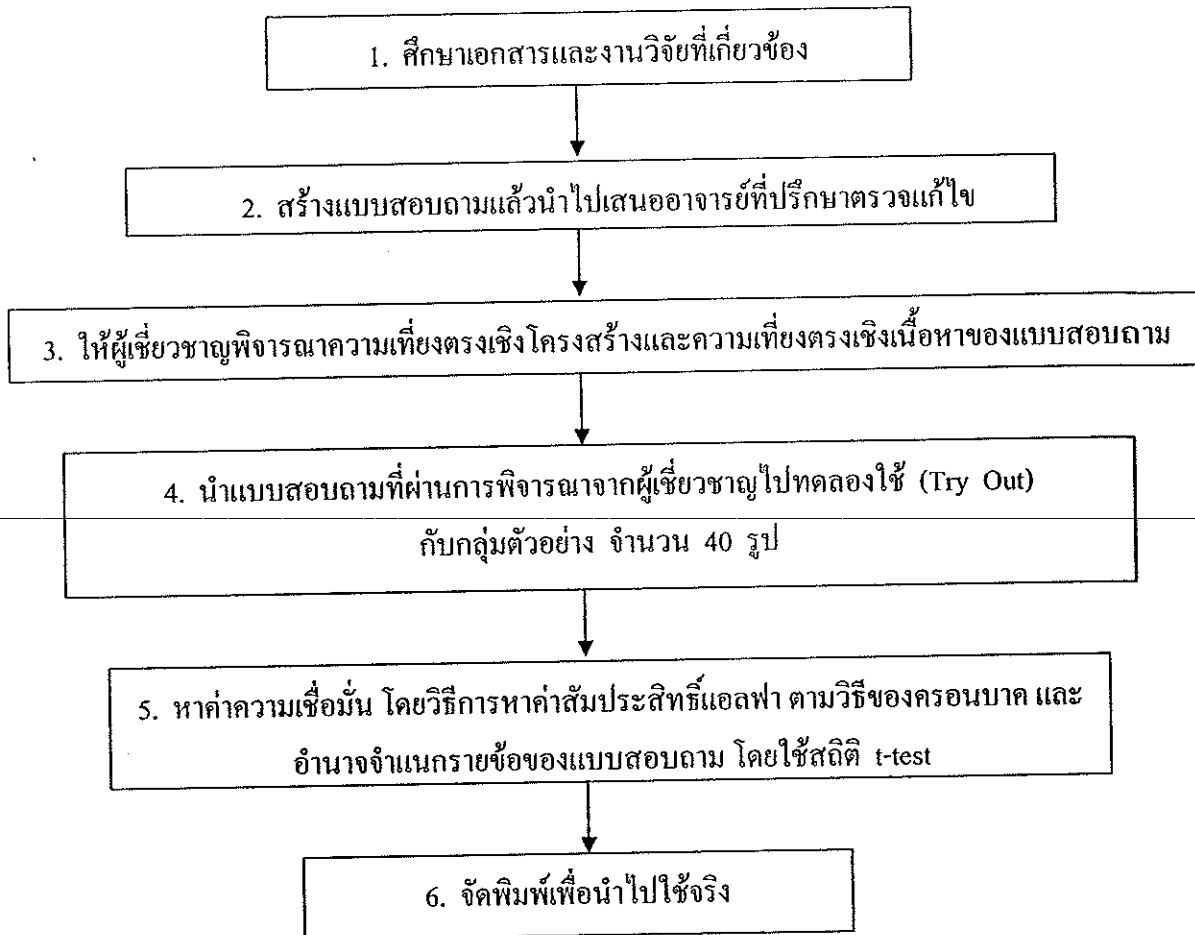 1. ศึกษาเอกสารและงานวิจัยที่เกี่ยวข้อง
2. สร้างแบบสอบถามแล้วนำไปเสนออาจารย์ที่ปรึกษาตรวจแก้ไข
3. ให้ผู้เชี่ยวชาญพิจารณาความเที่ยงตรงเชิงโครงสร้างและความเที่ยงตรงเชิงเนื้อหาของแบบสอบถาม
4. นำแบบสอบถามที่ผ่านการพิจารณาจากผู้เชี่ยวชาญไปทดลองใช้ (Try Out)
กับกลุ่มตัวอย่าง จำนวน 40 รูป
5. หาค่าความเชื่อมั่น โดยวิธีการหาค่าสัมประสิทธิ์แอลฟา ตามวิธีของครอนบาค และ
อำนาจจำแนกรายข้อของแบบสอบถาม โดยใช้สถิติ t-test
6. จัดพิมพ์เพื่อนำไปใช้จริง